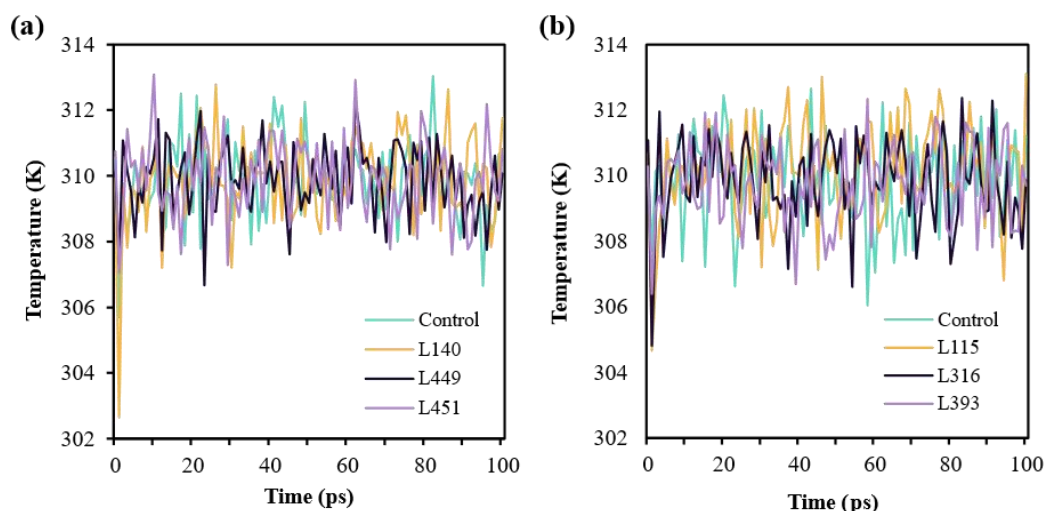 (a)
314
312
310
308
306
304
302
Temperature (K)
Control
L140
L449
L451
0 20 40 60 80 100
Time (ps)
(b)
314
312
310
308
306
304
302
Temperature (K)
Control
L115
L316
L393
0 20 40 60 80 100
Time (ps)